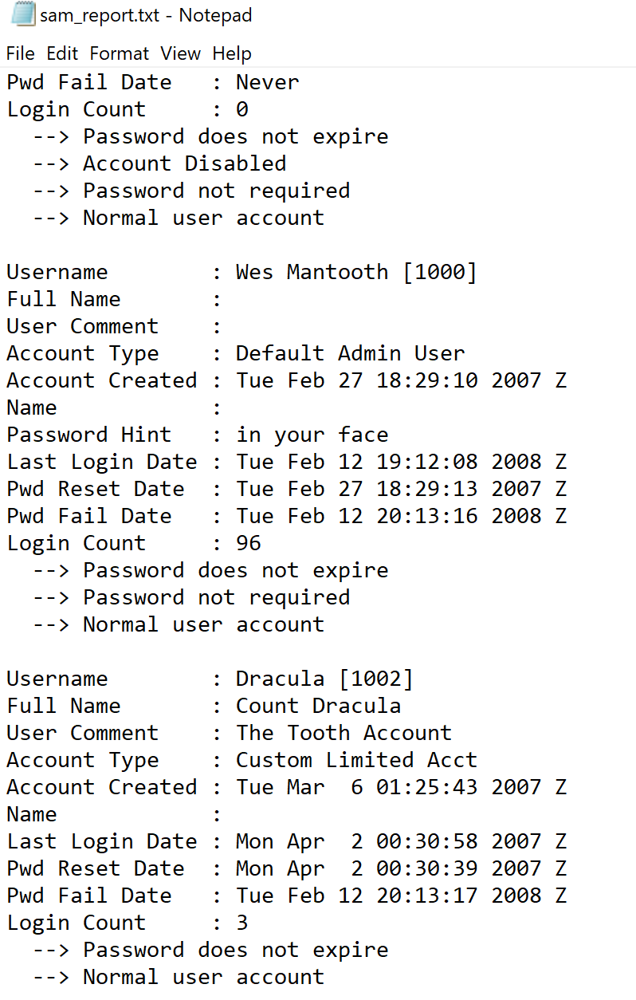 sam_report.txt - Notepad
File Edit Format View Help
Pwd Fail Date   : Never
Login Count     : 0
  --> Password does not expire
  --> Account Disabled
  --> Password not required
  --> Normal user account

Username        : Wes Mantooth [1000]
Full Name       :
User Comment    :
Account Type    : Default Admin User
Account Created : Tue Feb 27 18:29:10 2007 Z
Name            :
Password Hint   : in your face
Last Login Date : Tue Feb 12 19:12:08 2008 Z
Pwd Reset Date  : Tue Feb 27 18:29:13 2007 Z
Pwd Fail Date   : Tue Feb 12 20:13:16 2008 Z
Login Count     : 96
  --> Password does not expire
  --> Password not required
  --> Normal user account

Username        : Dracula [1002]
Full Name       : Count Dracula
User Comment    : The Tooth Account
Account Type    : Custom Limited Acct
Account Created : Tue Mar  6 01:25:43 2007 Z
Name            :
Last Login Date : Mon Apr  2 00:30:58 2007 Z
Pwd Reset Date  : Mon Apr  2 00:30:39 2007 Z
Pwd Fail Date   : Tue Feb 12 20:13:17 2008 Z
Login Count     : 3
  --> Password does not expire
  --> Normal user account